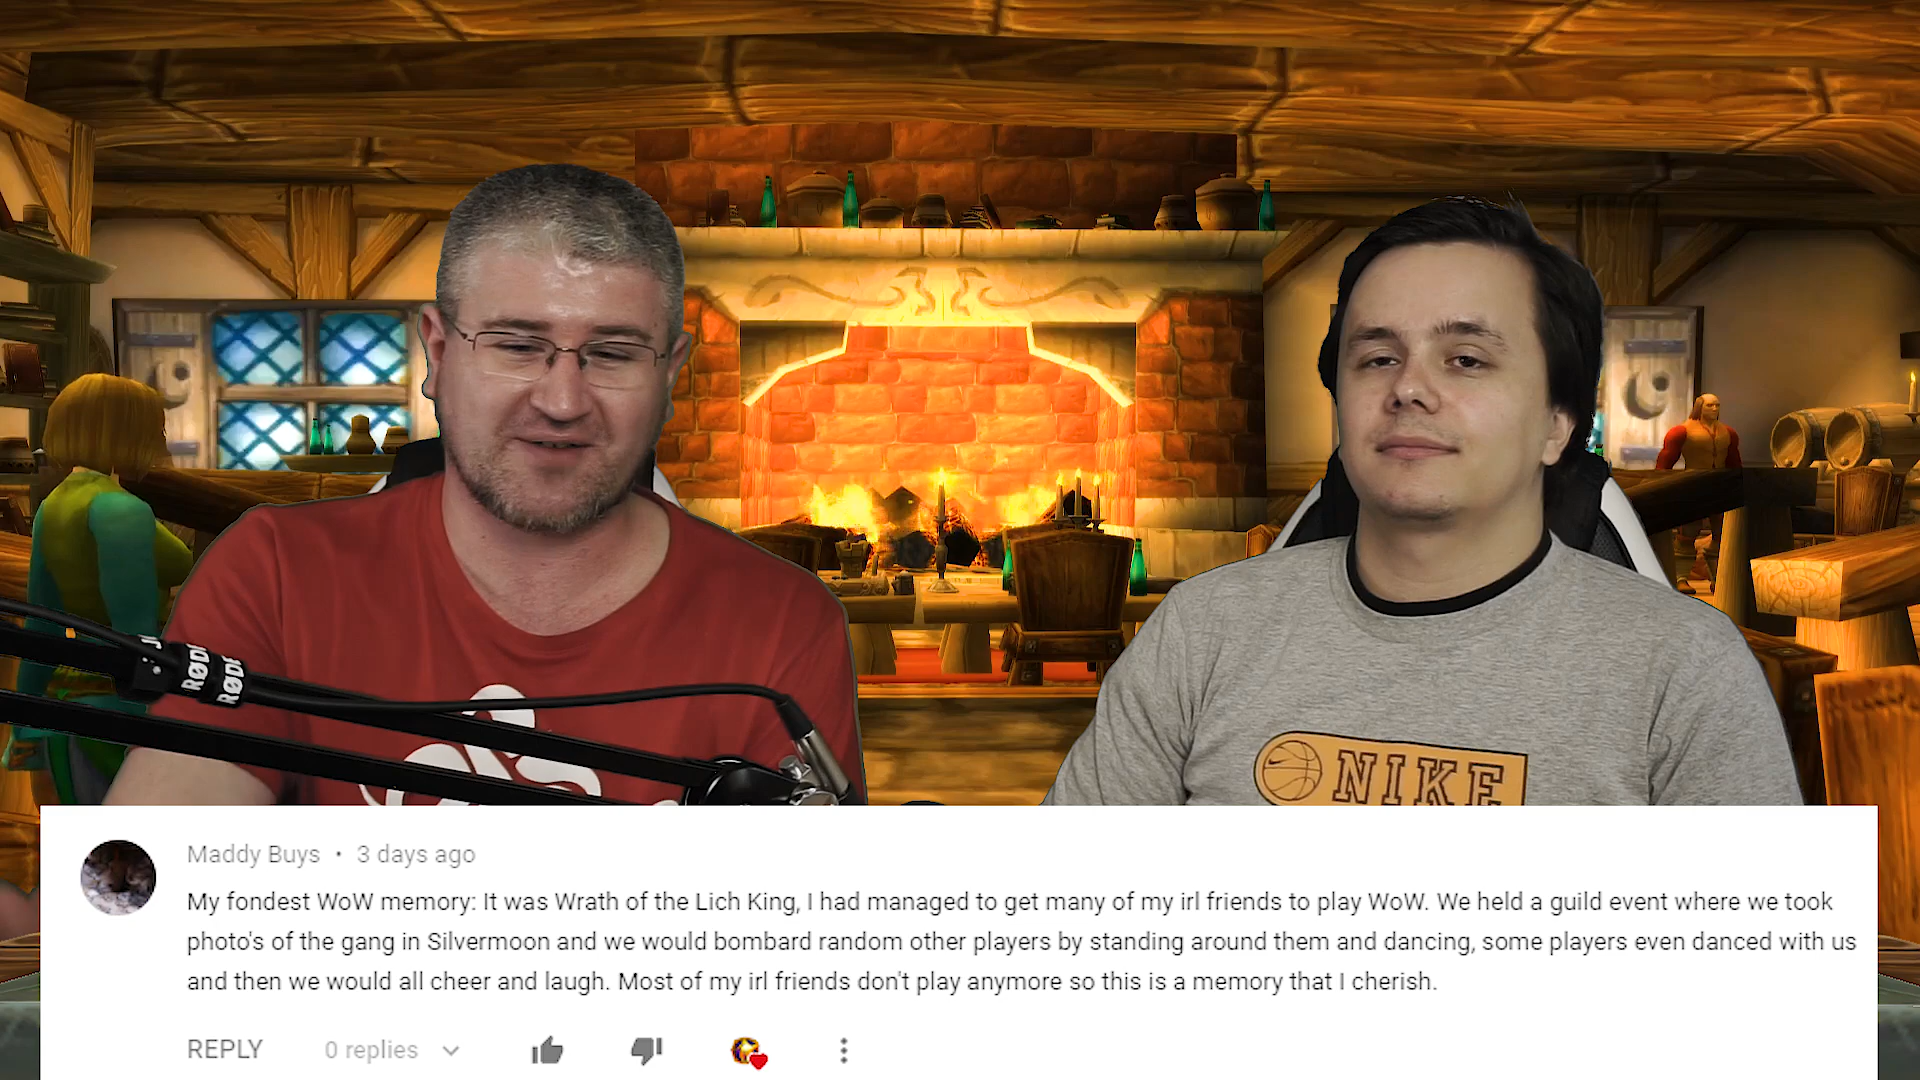 RØDE
RØDE
NIKE
Maddy Buys • 3 days ago
My fondest WoW memory: It was Wrath of the Lich King, I had managed to get many of my irl friends to play WoW. We held a guild event where we took
photo's of the gang in Silvermoon and we would bombard random other players by standing around them and dancing, some players even danced with us
and then we would all cheer and laugh. Most of my irl friends don't play anymore so this is a memory that I cherish.
REPLY 0 replies